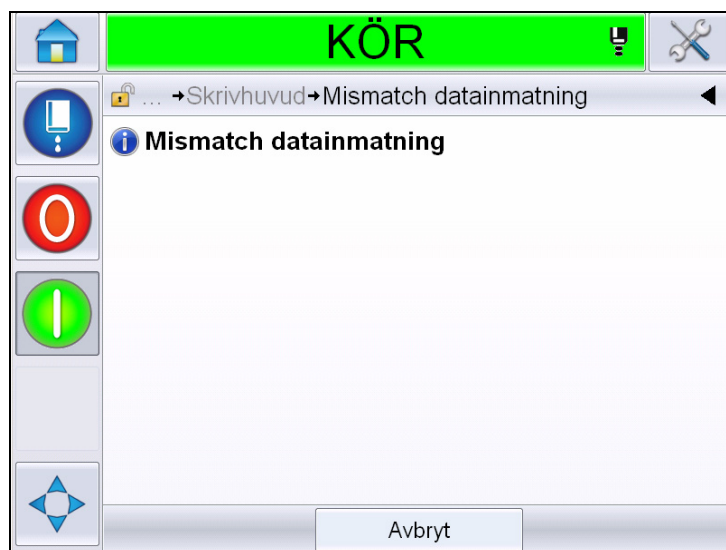 KÖR
... →Skrivhuvud→Mismatch datainmatning
Mismatch datainmatning
Avbryt